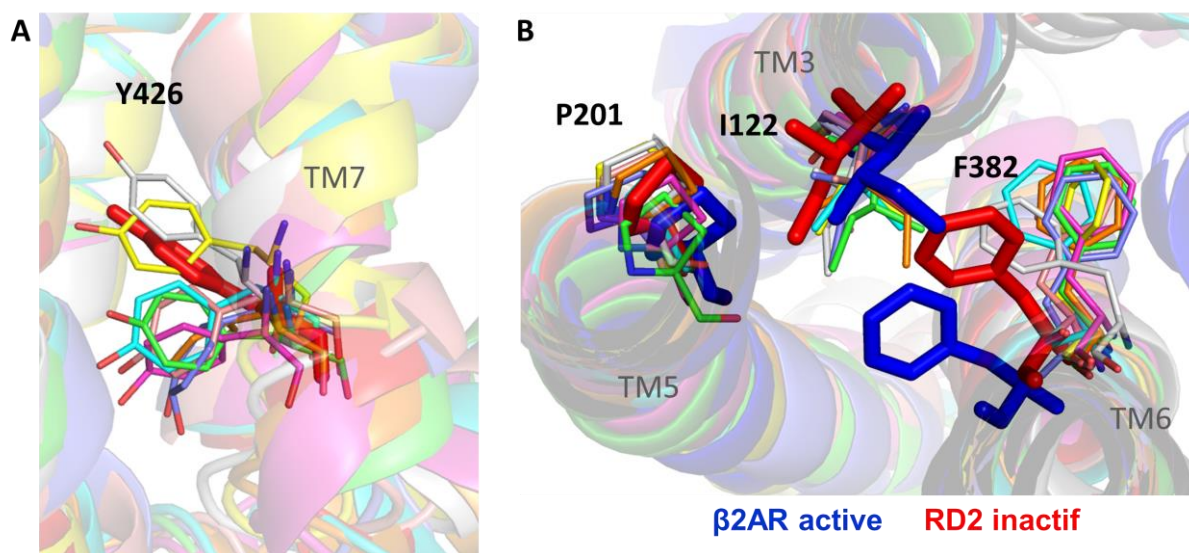 A
Y426
TM7
B
TM3
P201
I122
F382
TM5
TM6
β2AR active RD2 inactif